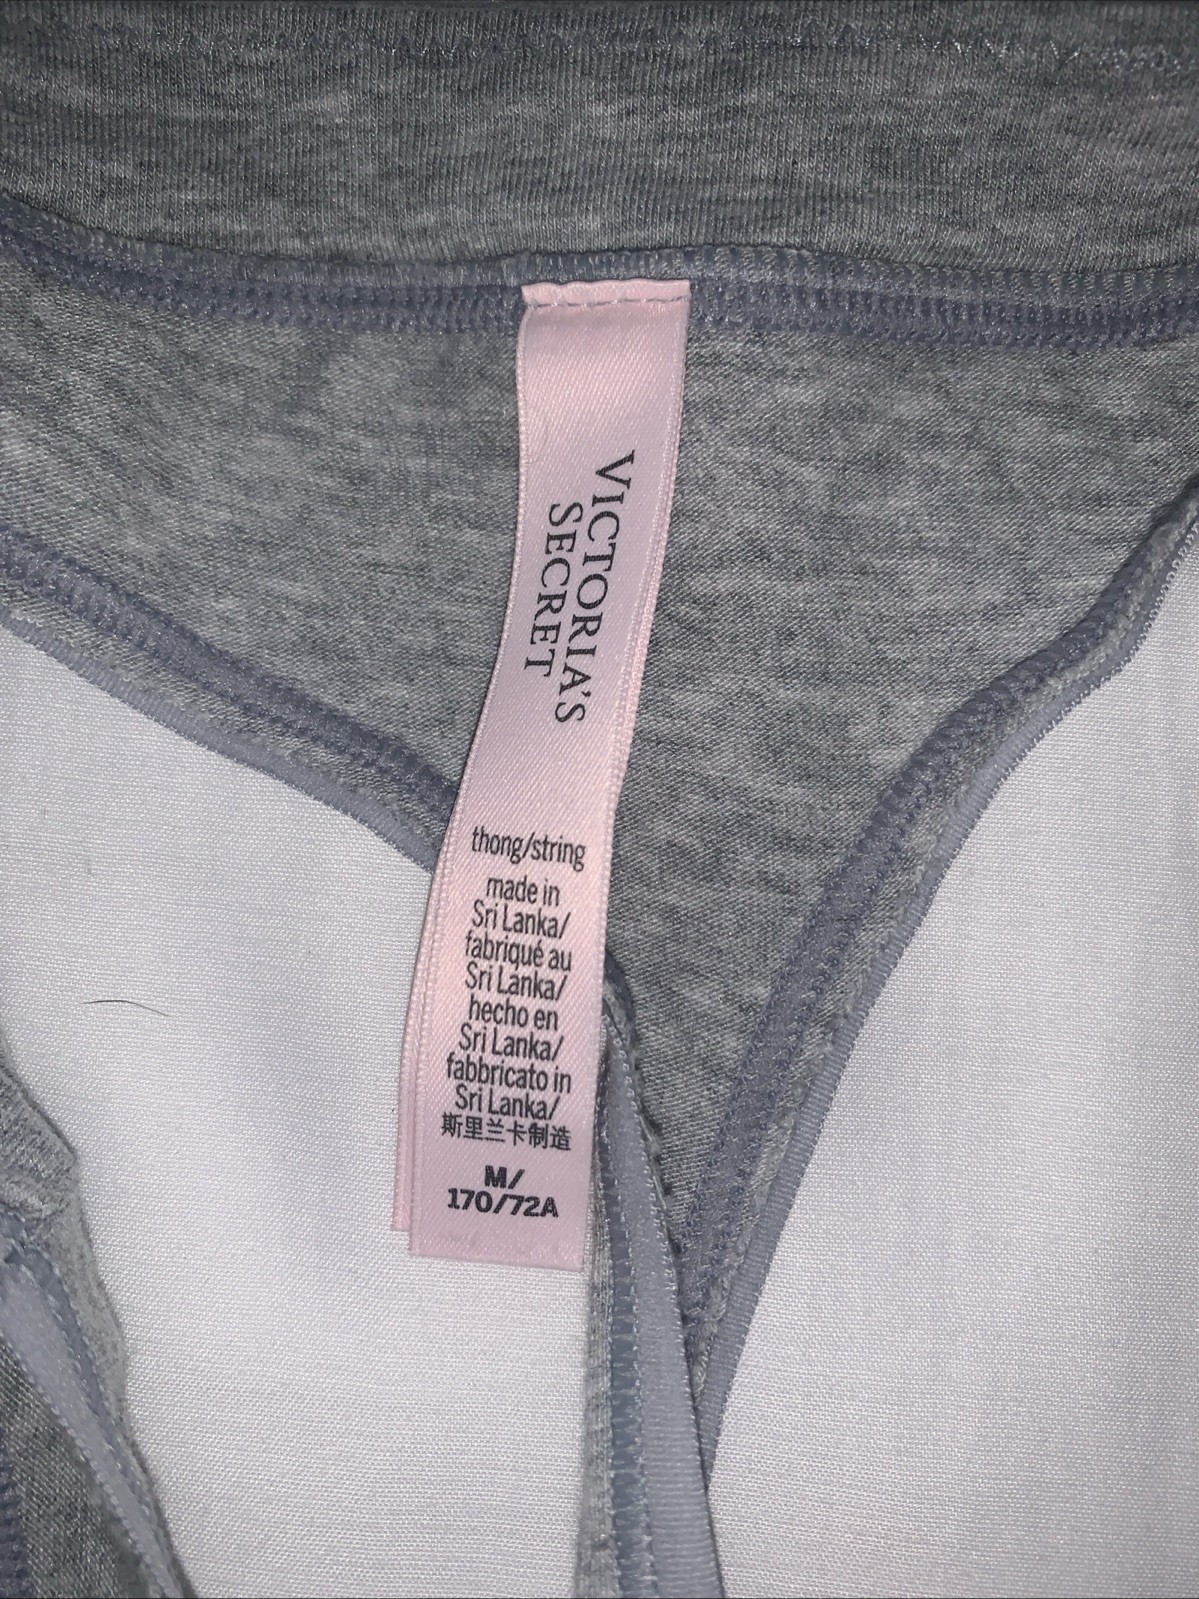 VICTORIA'S
SECRET
thong/string
made in
Sri Lanka/
fabriqué au
Sri Lanka/
hecho en
Sri Lanka/
fabbricato in
Sri Lanka/
斯里兰卡制造
M/
170/72A